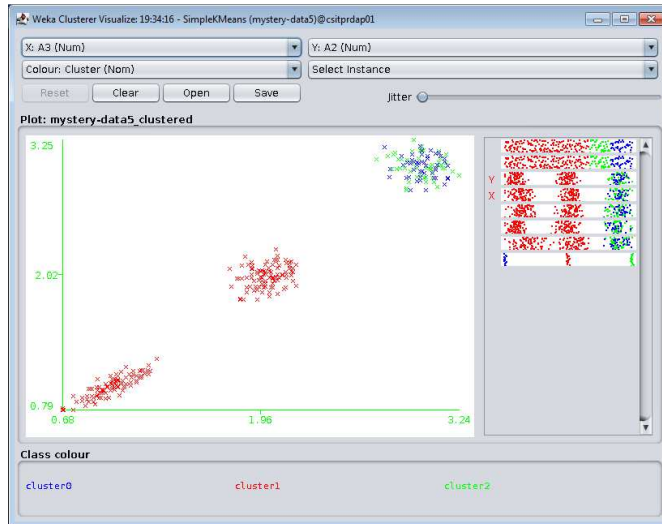 Weka Clusterer Visualize: 19:34:16 - SimpleKMeans (mystery-data5)@csitprdap01
X: A3 (Num) Y: A2 (Num)
Colour: Cluster (Nom) Select Instance
Reset Clear Open Save Jitter
Plot: mystery-data5_clustered
3.25
Y
X
2.02
0.79
0.68 1.96 3.24
Class colour
cluster0 cluster1 cluster2